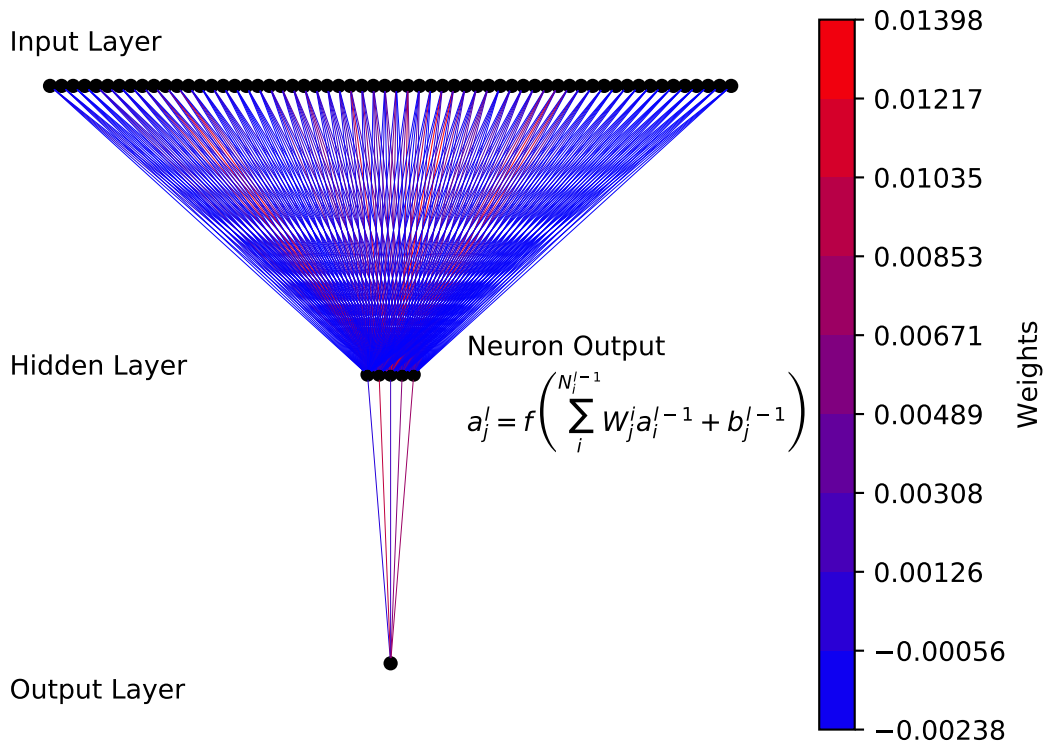 Input Layer
Hidden Layer
Output Layer
Neuron Output
a_j^l = f(∑_i^{N_i^{l−1}} W_j^i a_i^{l−1} + b_j^{l−1})
0.01398
0.01217
0.01035
0.00853
0.00671
0.00489
0.00308
0.00126
−0.00056
−0.00238
Weights